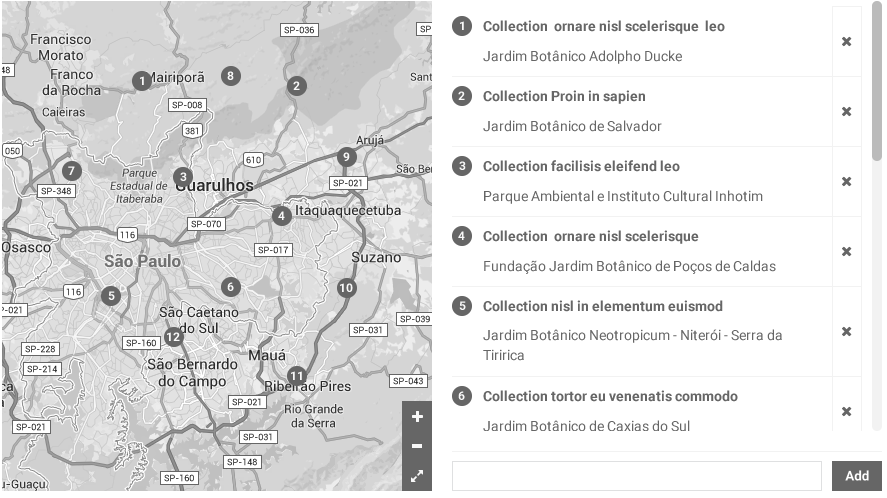 SP-036
SP
Francisco
Morato
48
Franco
da Rocha
1
Mairiporã
8
2
Sant
Caieiras
SP-008
381
050
Arujá
610
9
7
Parque
Estadual de
Itaberaba
3
Guarulhos
São Be
SP-021
SP-348
4
Itaquaquecetuba
SP-070
116
Osasco
SP-017
São Paulo
Suzano
116
5
6
10
-021
São Caetano
do Sul
SP-039
SP-031
12
SP-160
SP-228
Mauá
São Bernardo
do Campo
SP-214
11
Ribeirão Pires
SP-043
SP-021
Rio Grande
da Serra
SP-021
SP-031
SP-148
SP-160
u-Guaçu
+
−
1 Collection ornare nisl scelerisque leo
Jardim Botânico Adolpho Ducke
2 Collection Proin in sapien
Jardim Botânico de Salvador
3 Collection facilisis eleifend leo
Parque Ambiental e Instituto Cultural Inhotim
4 Collection ornare nisl scelerisque
Fundação Jardim Botânico de Poços de Caldas
5 Collection nisl in elementum euismod
Jardim Botânico Neotropicum - Niterói - Serra da
Tiririca
6 Collection tortor eu venenatis commodo
Jardim Botânico de Caxias do Sul
Add